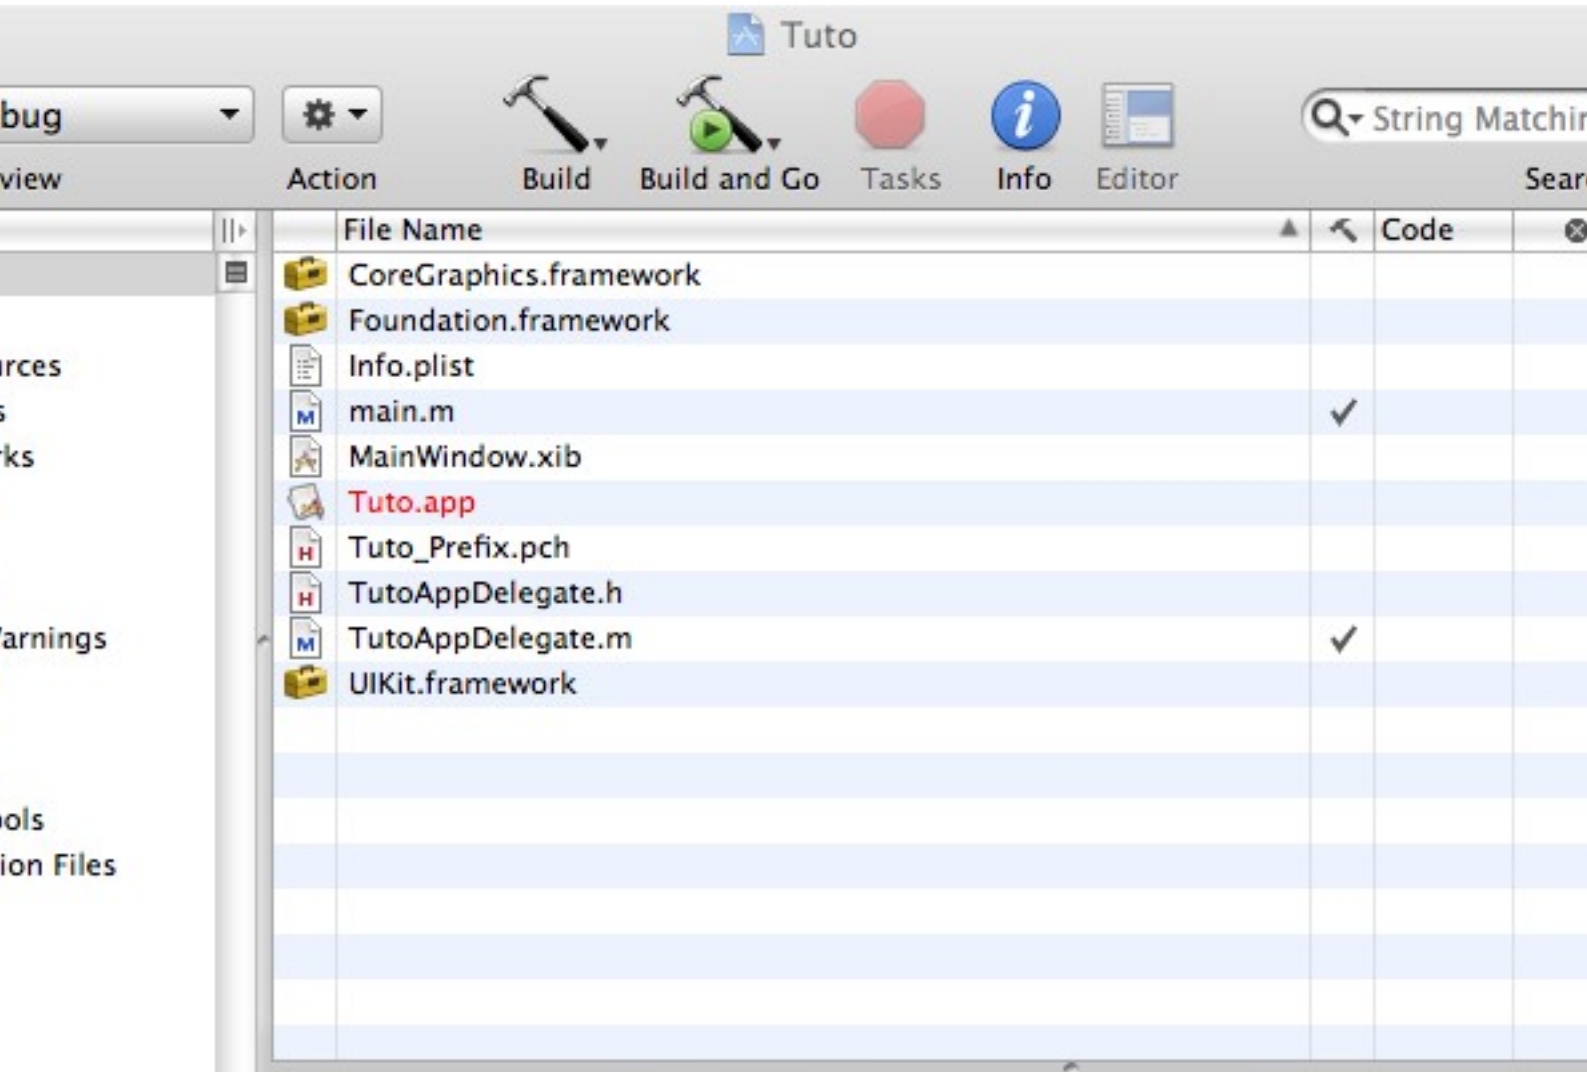 Tuto
bug
view
Action
Build
Build and Go
Tasks
Info
Editor
String Matchin
Sear
File Name
Code
CoreGraphics.framework
Foundation.framework
Info.plist
main.m
MainWindow.xib
Tuto.app
Tuto_Prefix.pch
TutoAppDelegate.h
TutoAppDelegate.m
UIKit.framework
urces
s
rks
arnings
ols
ion Files